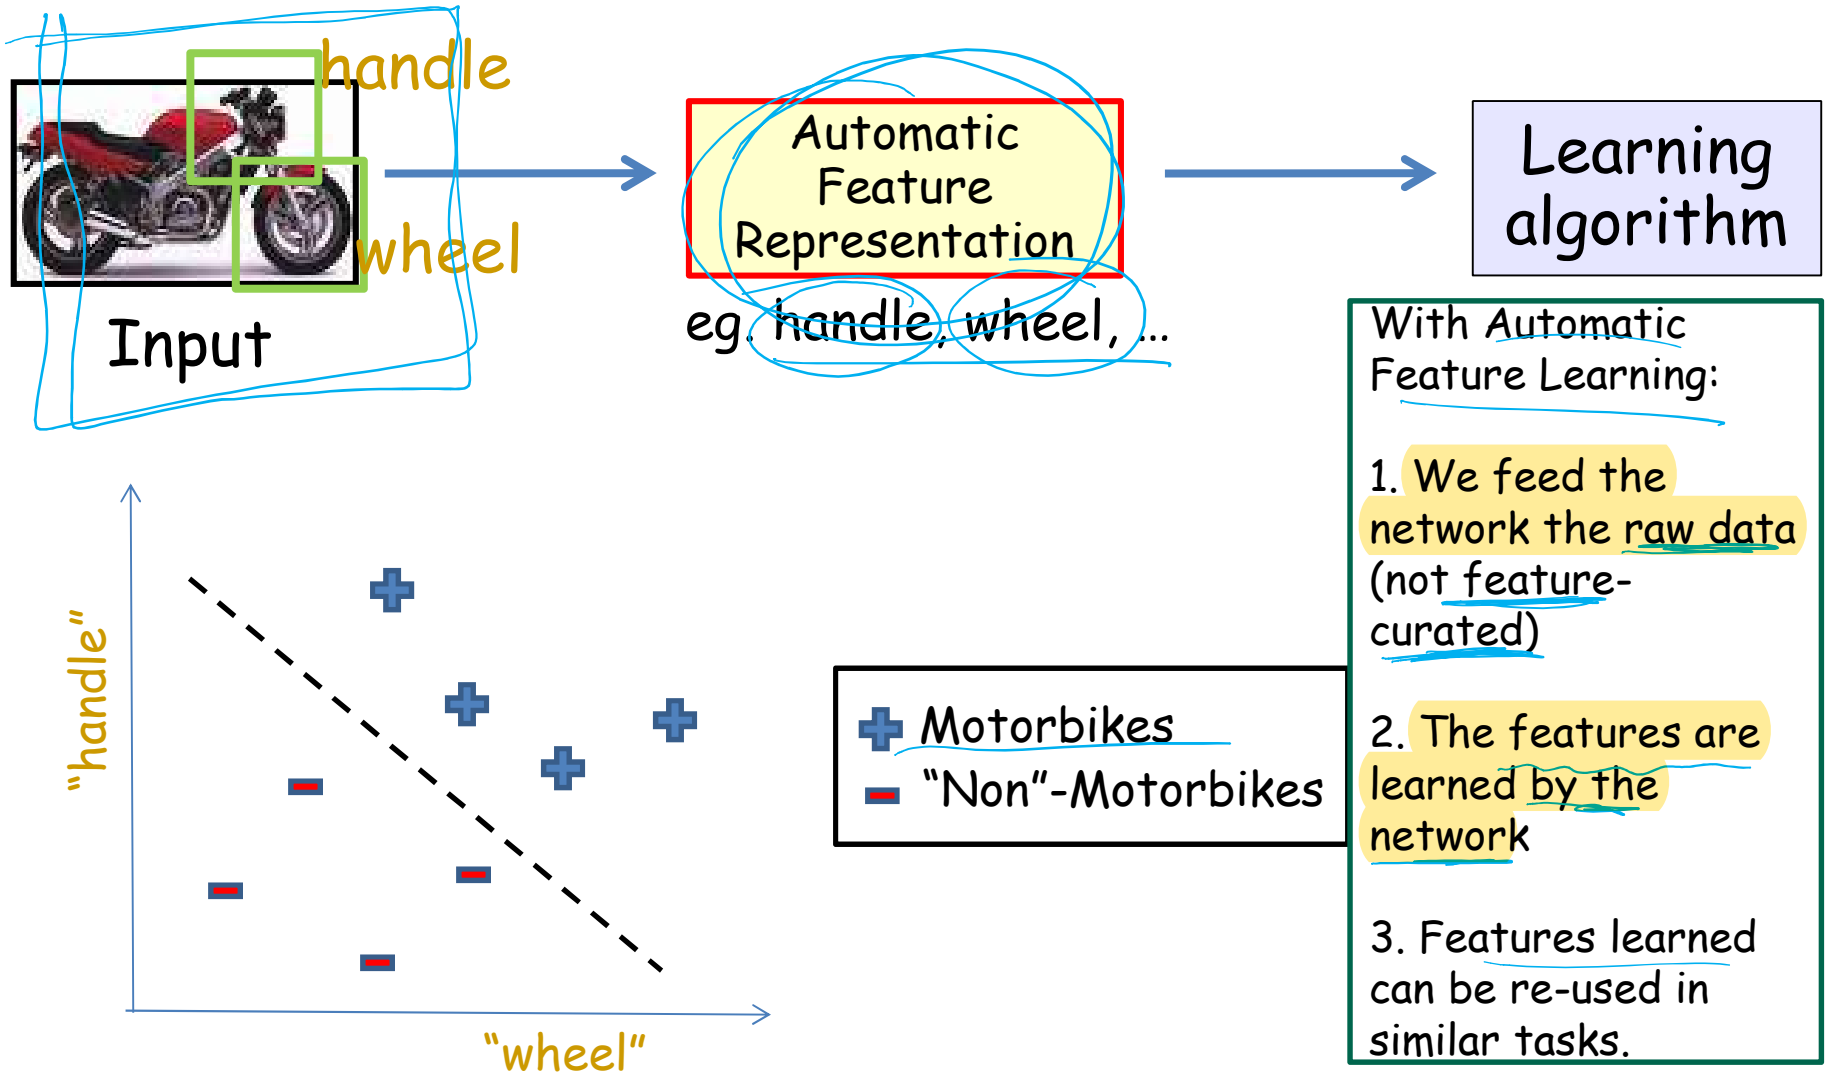 handle
wheel
Input
Automatic
Feature
Representation
eg. handle, wheel, ...
Learning
algorithm
With Automatic
Feature Learning:
1. We feed the
network the raw data
(not feature-
curated)
2. The features are
learned by the
network
3. Features learned
can be re-used in
similar tasks.
"handle"
"wheel"
Motorbikes
“Non”-Motorbikes